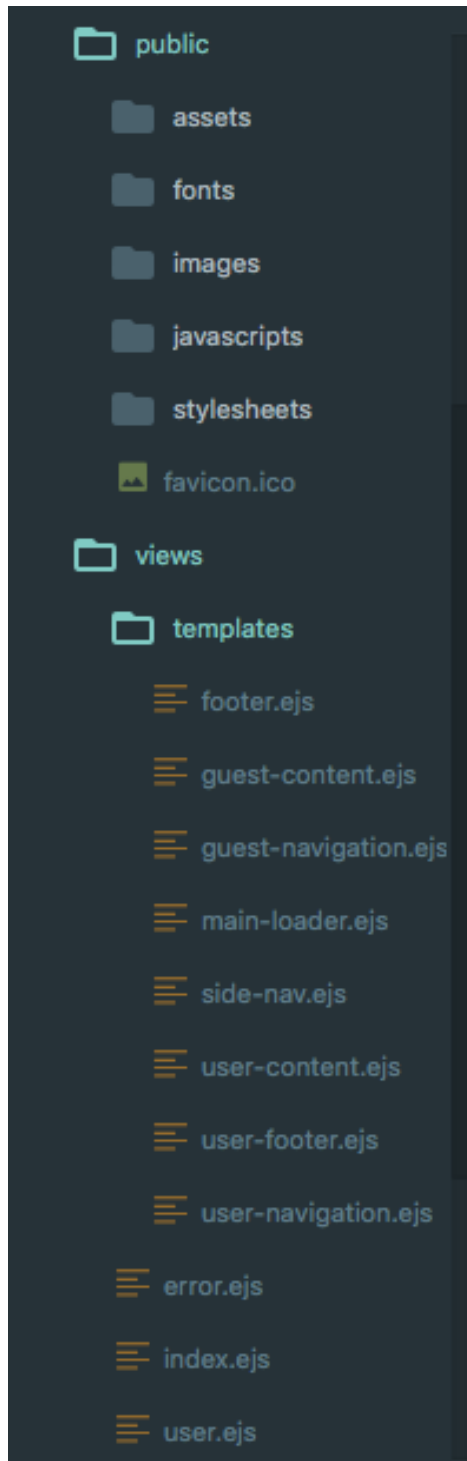 public
assets
fonts
images
javascripts
stylesheets
favicon.ico
views
templates
footer.ejs
guest-content.ejs
guest-navigation.ejs
main-loader.ejs
side-nav.ejs
user-content.ejs
user-footer.ejs
user-navigation.ejs
error.ejs
index.ejs
user.ejs